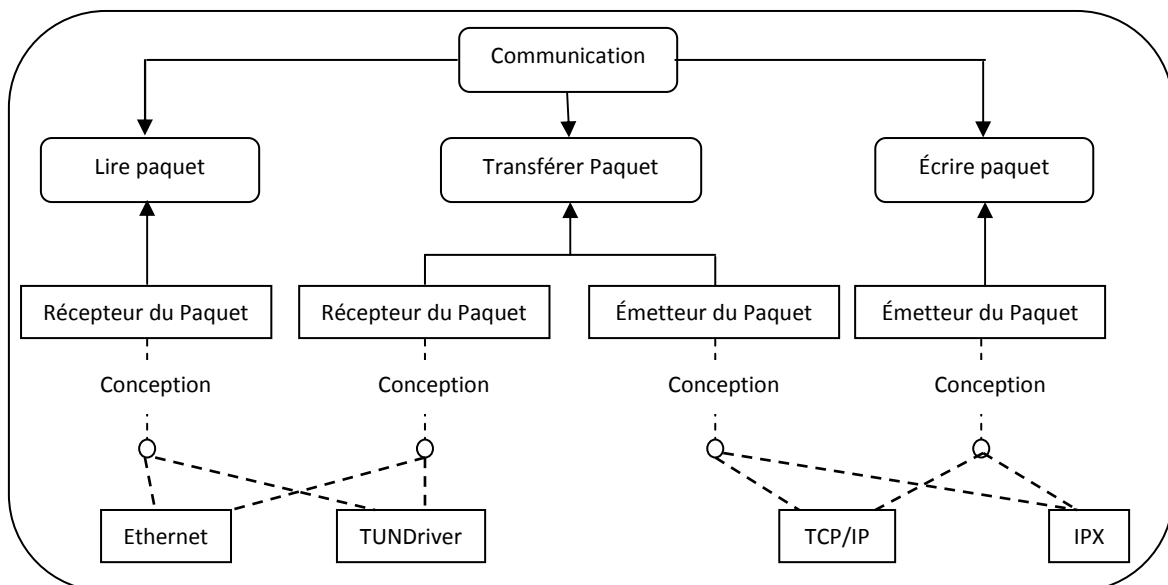 Communication
Lire paquet
Transférer Paquet
Écrire paquet
Récepteur du Paquet
Récepteur du Paquet
Émetteur du Paquet
Émetteur du Paquet
Conception
Conception
Conception
Conception
Ethernet
TUNDriver
TCP/IP
IPX